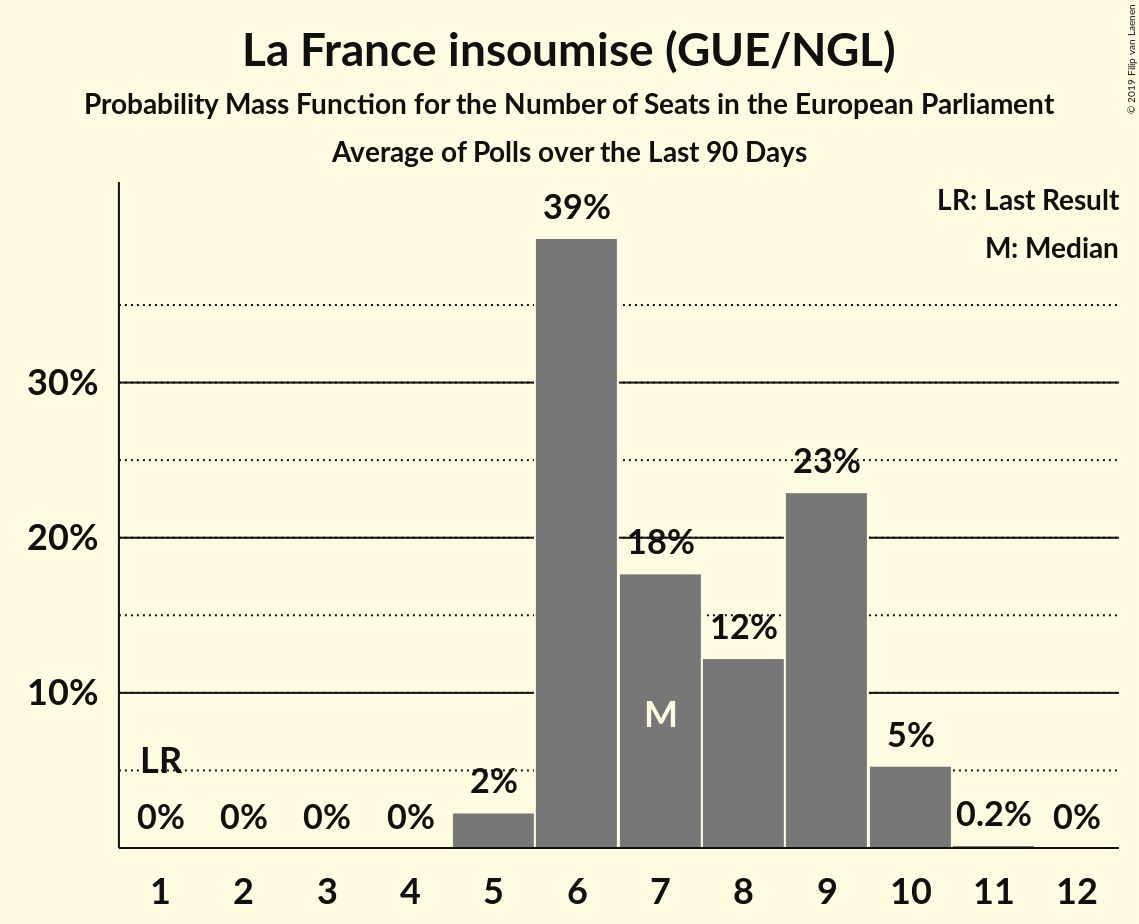 La France insoumise (GUE/NGL)
Probability Mass Function for the Number of Seats in the European Parliament
Average of Polls over the Last 90 Days
© 2019 Filip van Laenen
LR: Last Result
M: Median
39%
30%
23%
20%
18%
12%
10%
M
LR
5%
2%
0% 0% 0% 0% 0.2% 0%
1 2 3 4 5 6 7 8 9 10 11 12